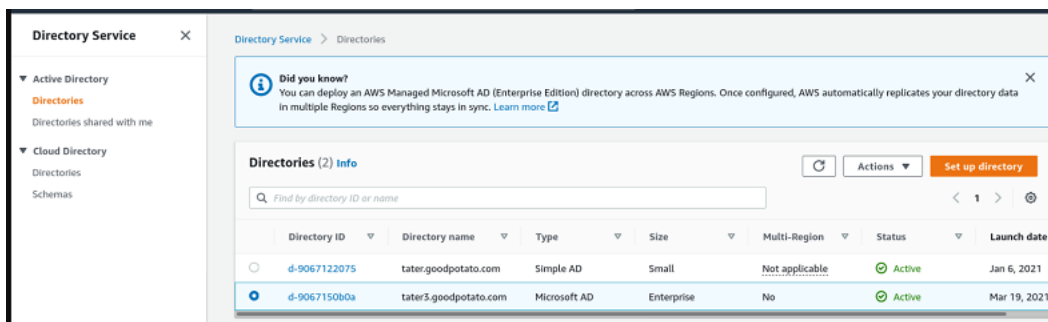 Directory Service
Active Directory
Directories
Directories shared with me
Cloud Directory
Directories
Schemas
Directory Service > Directories
Did you know?
You can deploy an AWS Managed Microsoft AD (Enterprise Edition) directory across AWS Regions. Once configured, AWS automatically replicates your directory data
in multiple Regions so everything stays in sync. Learn more
Directories (2) Info
Actions
Set up directory
Find by directory ID or name
1
Directory ID Directory name Type Size Multi-Region Status Launch date
d-9067122075 tater.goodpotato.com Simple AD Small Not applicable Active Jan 6, 2021
d-9067150b0a tater3.goodpotato.com Microsoft AD Enterprise No Active Mar 19, 2021